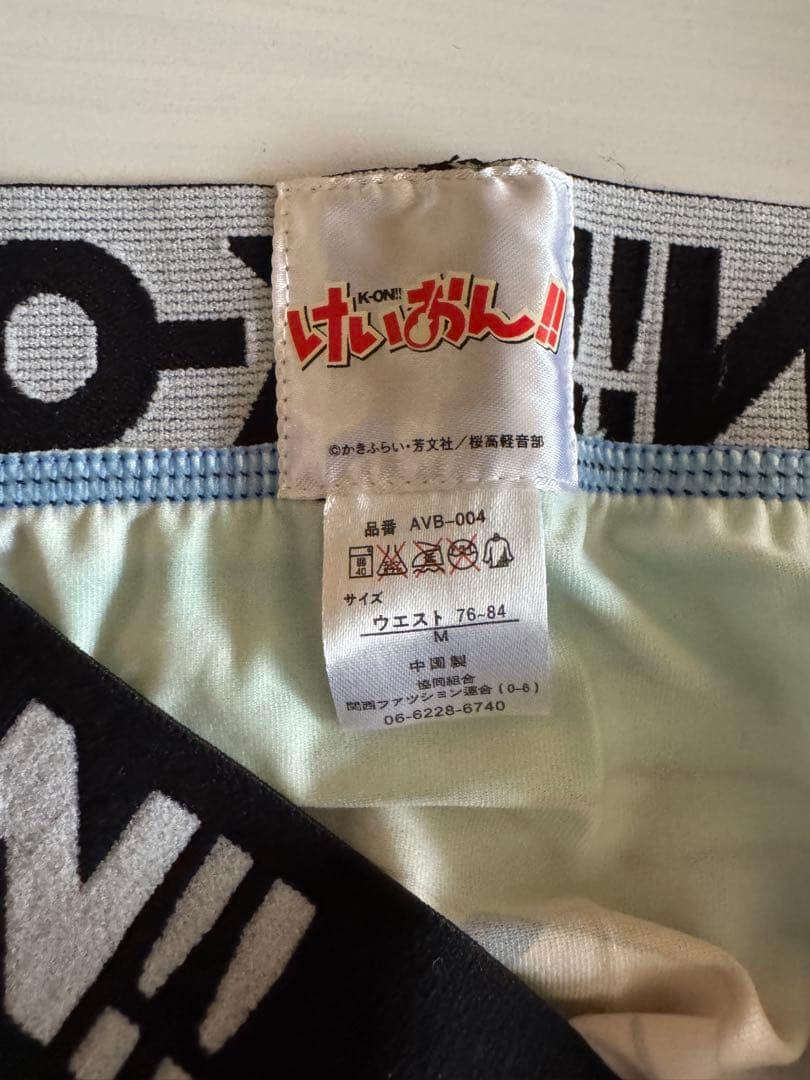 K-ON!!
けいおん!!
©かきふらい・芳文社／桜高軽音部
品番 AVB-004
40
サイズ
ウエスト 76~84
M
中国製
協同組合
関西ファッション連合(0-6)
06-6228-6740
N!!